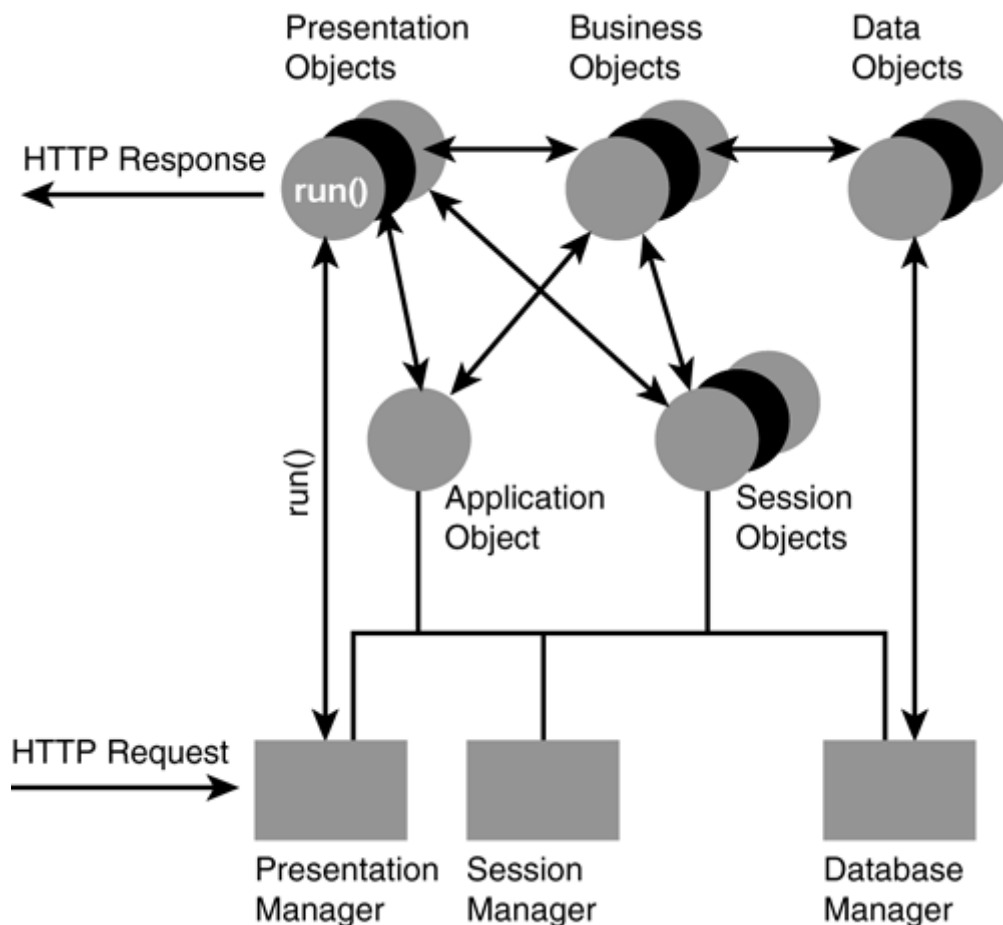 Presentation
Objects
Business
Objects
Data
Objects
HTTP Response
run()
run()
Application
Object
Session
Objects
HTTP Request
Presentation
Manager
Session
Manager
Database
Manager